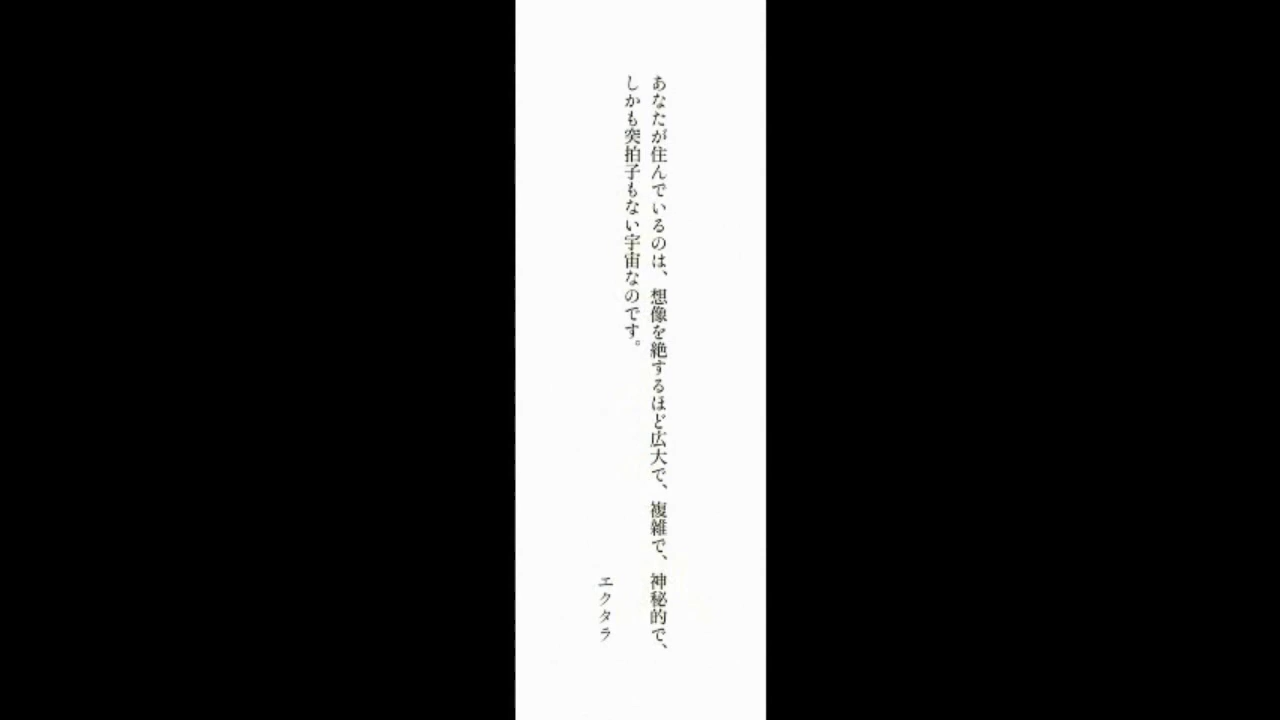 あなたが住んでいるのは、想像を絶するほど広大で、複雑で、神秘的で、
しかも突拍子もない宇宙なのです。
エクタラ